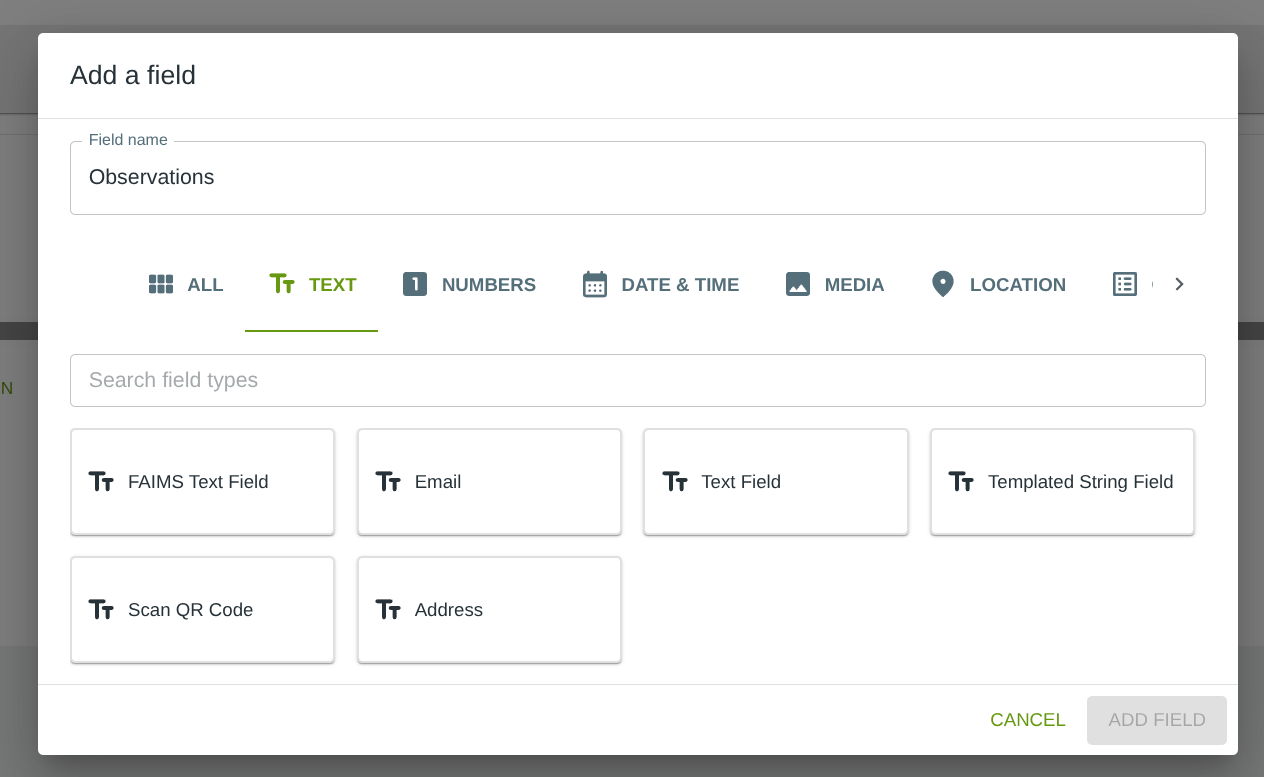 Add a field
Field name
Observations
ALL TEXT NUMBERS DATE & TIME MEDIA LOCATION
N
Search field types
FAIMS Text Field Email Text Field Templated String Field
Scan QR Code Address
CANCEL ADD FIELD